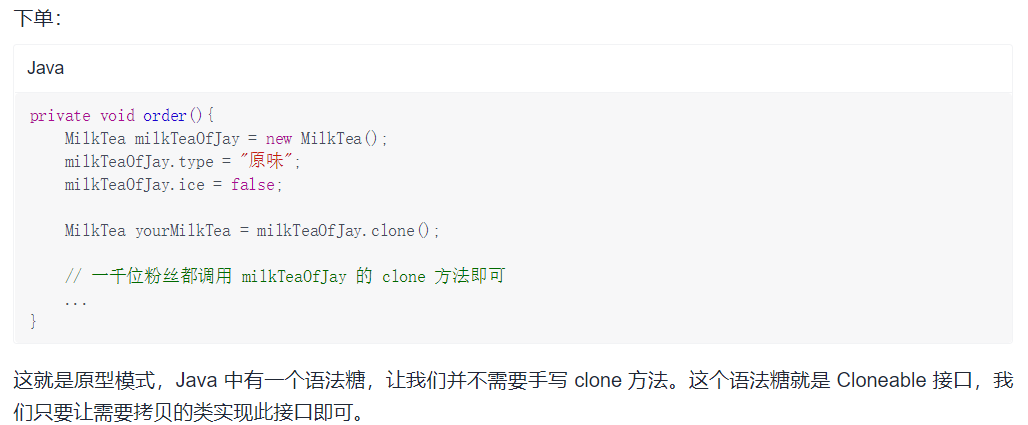 下单：
Java
private void order(){
    MilkTea milkTeaOfJay = new MilkTea();
    milkTeaOfJay.type = "原味";
    milkTeaOfJay.ice = false;

    MilkTea yourMilkTea = milkTeaOfJay.clone();

    // 一千位粉丝都调用 milkTeaOfJay 的 clone 方法即可
    ...
}
这就是原型模式，Java 中有一个语法糖，让我们并不需要手写 clone 方法。这个语法糖就是 Cloneable 接口，我
们只要让需要拷贝的类实现此接口即可。